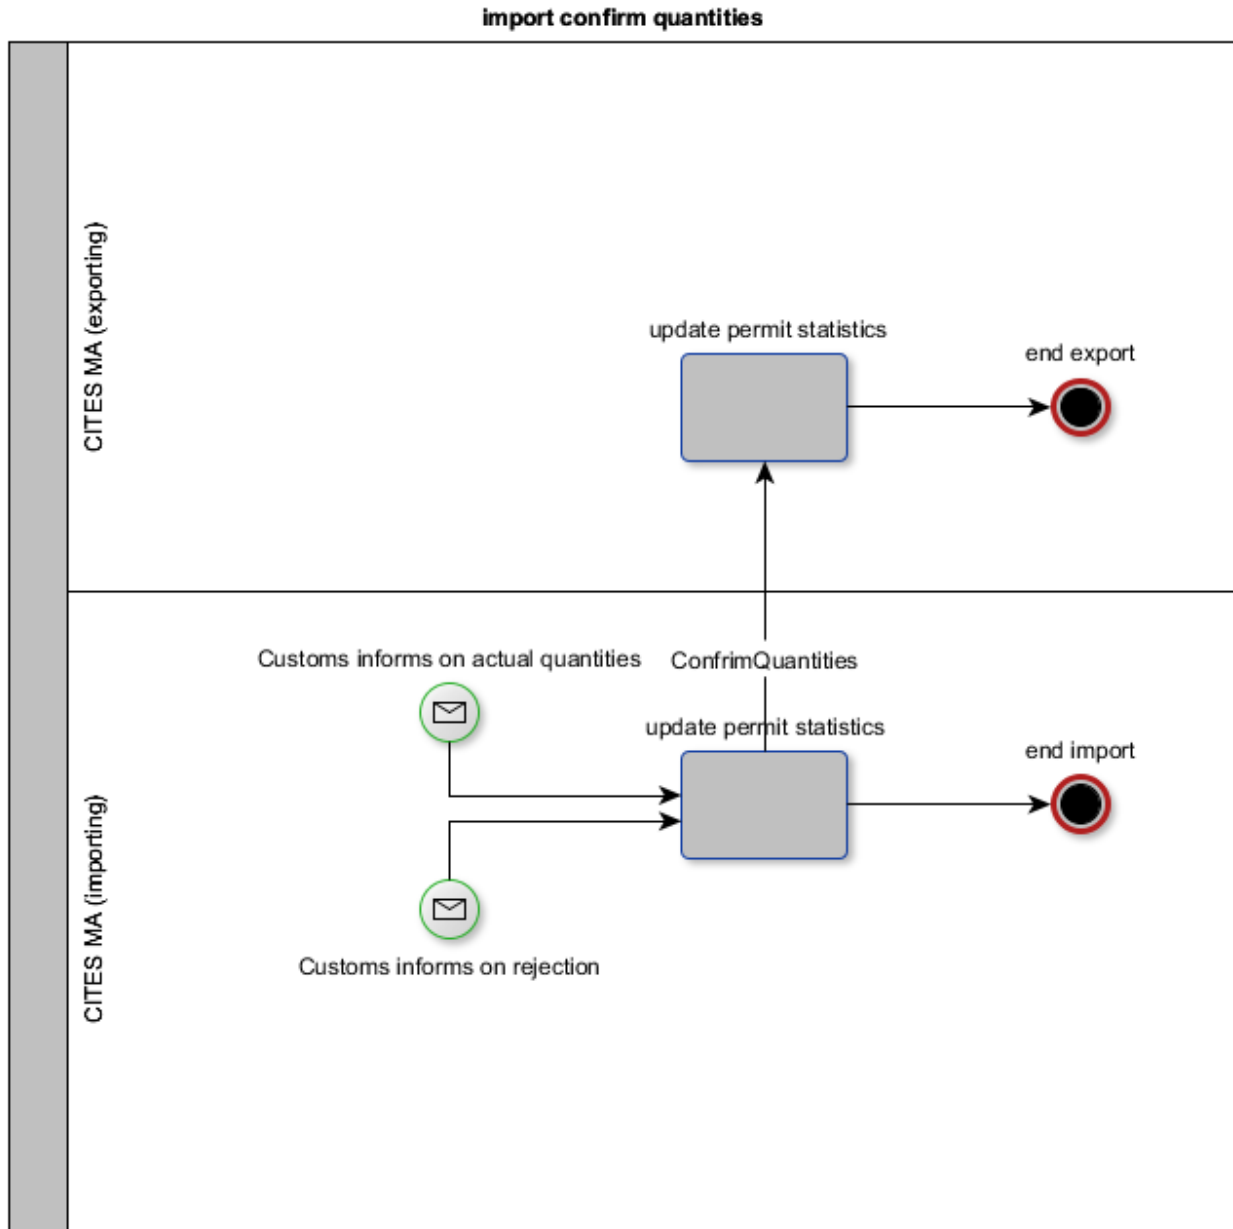 import confirm quantities
CITES MA (exporting)
update permit statistics
end export
Customs informs on actual quantities
ConfrimQuantities
update permit statistics
end import
CITES MA (importing)
Customs informs on rejection